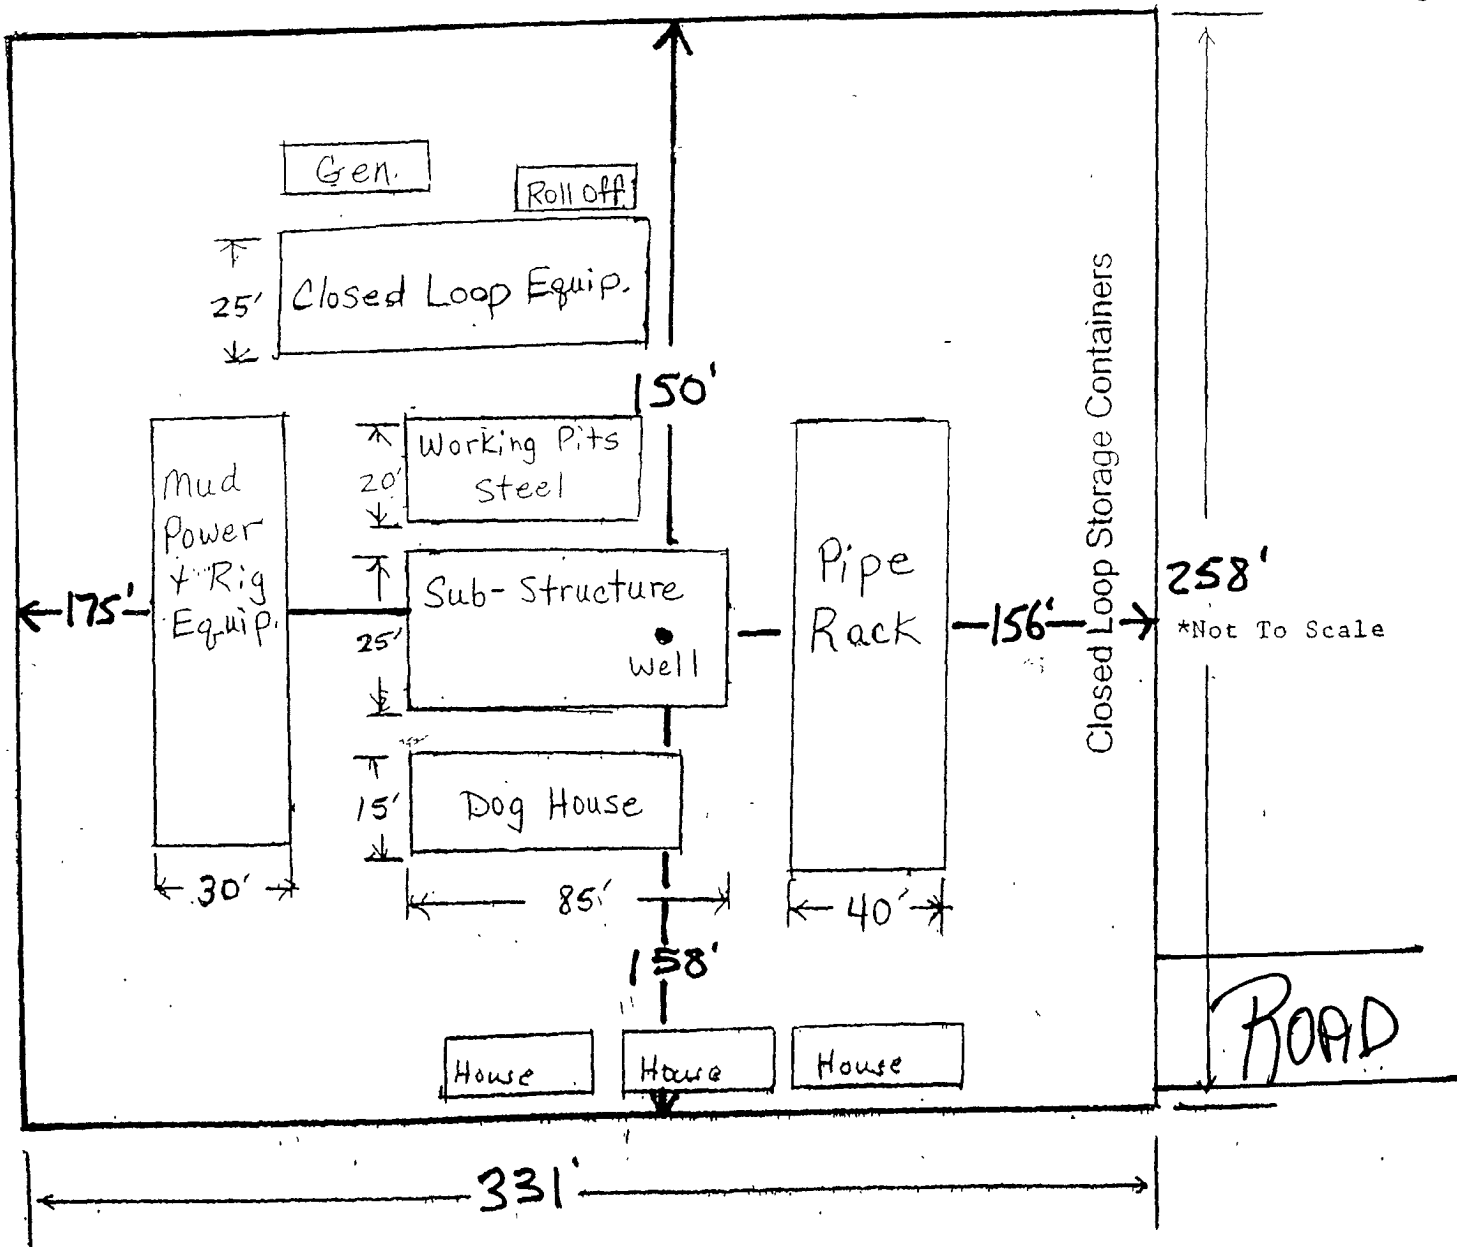 Gen.
Roll Off
25'
Closed Loop Equip.
150'
Mud
Power
+ Rig
Equip.
20'
Working Pits
Steel
Pipe
Rack
Closed Loop Storage Containers
175'
25'
Sub-Structure
Well
156'
258'
*Not To Scale
15'
Dog House
30'
85'
40'
158'
House
House
House
ROAD
331'